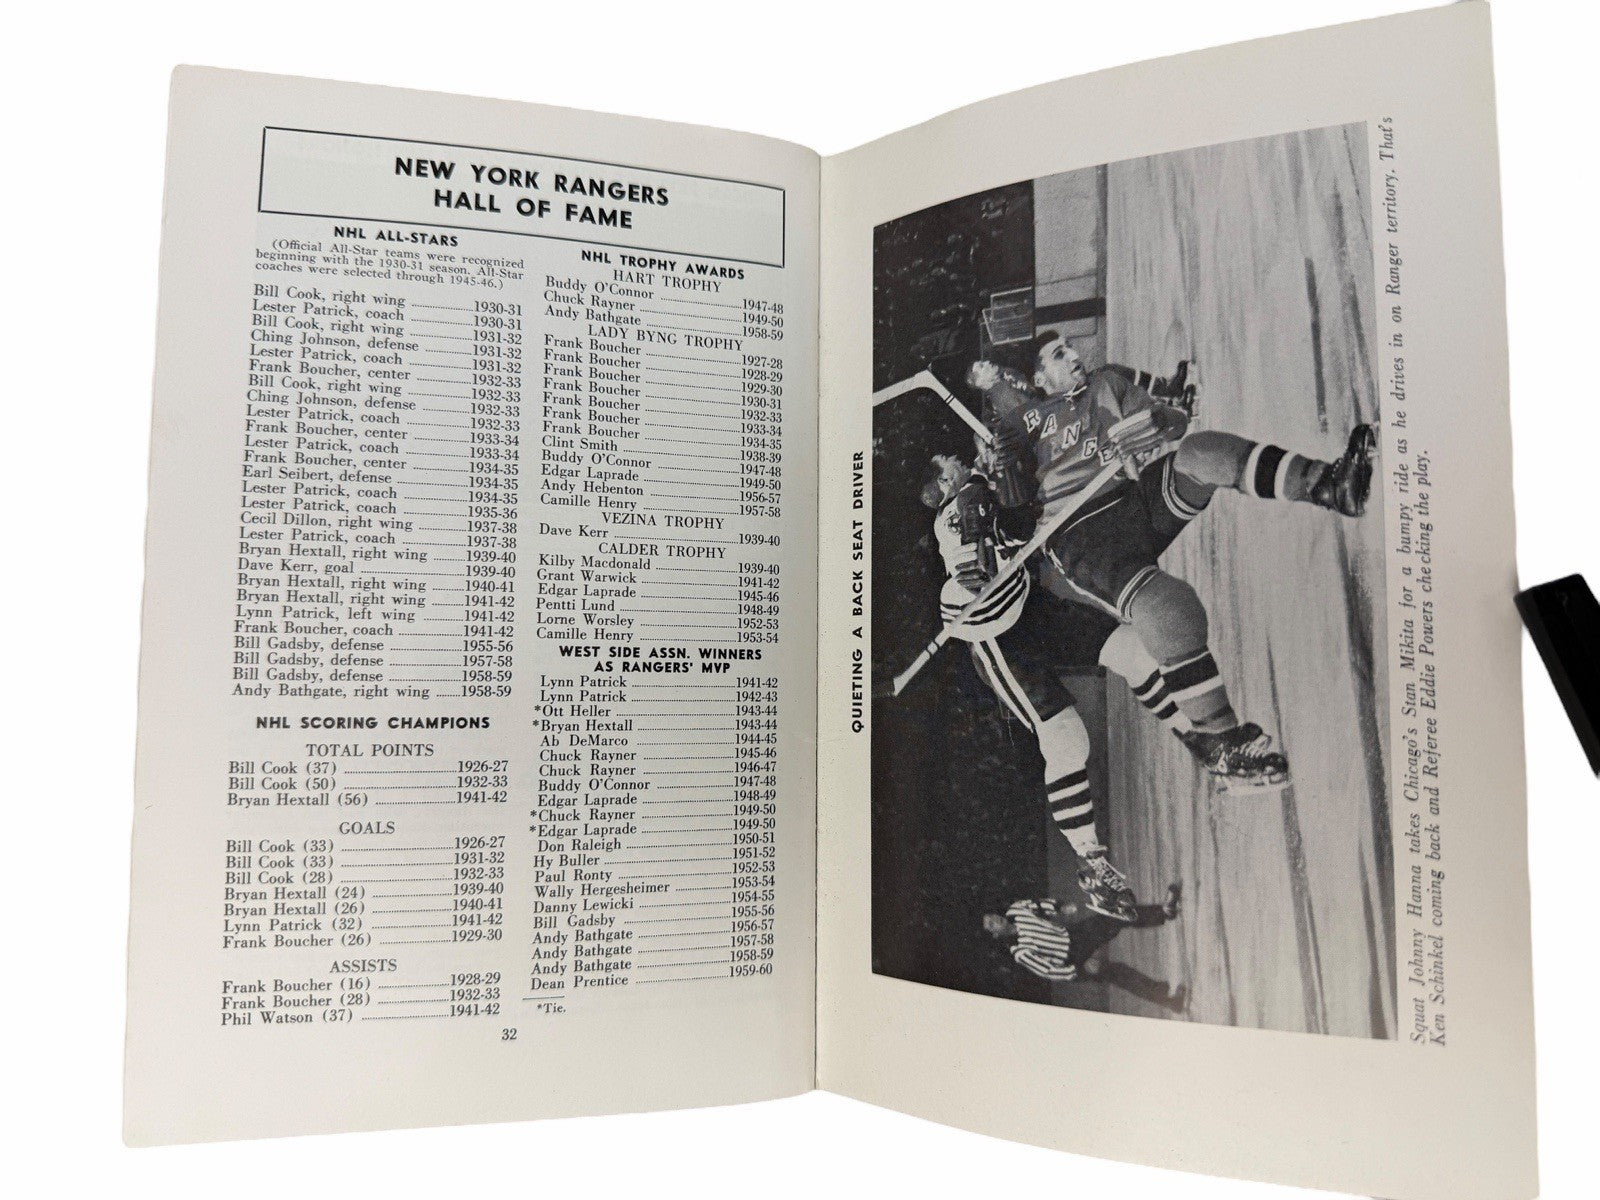 NEW YORK RANGERS
HALL OF FAME
NHL ALL-STARS
(Official All-Star teams were recognized
beginning with the 1930-31 season. All-Star
coaches were selected through 1945-46.)
Bill Cook, right wing 1930-31
Lester Patrick, coach 1930-31
Bill Cook, right wing 1931-32
Ching Johnson, defense 1931-32
Lester Patrick, coach 1931-32
Frank Boucher, center 1932-33
Bill Cook, right wing 1932-33
Ching Johnson, defense 1932-33
Lester Patrick, coach 1932-33
Frank Boucher, center 1933-34
Lester Patrick, coach 1933-34
Frank Boucher, center 1934-35
Earl Seibert, defense 1934-35
Lester Patrick, coach 1934-35
Lester Patrick, coach 1935-36
Cecil Dillon, right wing 1937-38
Lester Patrick, coach 1937-38
Bryan Hextall, right wing 1939-40
Dave Kerr, goal 1939-40
Bryan Hextall, right wing 1940-41
Bryan Hextall, right wing 1941-42
Lynn Patrick, left wing 1941-42
Frank Boucher, coach 1941-42
Bill Gadsby, defense 1955-56
Bill Gadsby, defense 1957-58
Bill Gadsby, defense 1958-59
Andy Bathgate, right wing 1958-59
NHL SCORING CHAMPIONS
TOTAL POINTS
Bill Cook (37) 1926-27
Bill Cook (50) 1932-33
Bryan Hextall (56) 1941-42
GOALS
Bill Cook (33) 1926-27
Bill Cook (33) 1931-32
Bill Cook (28) 1932-33
Bryan Hextall (24) 1939-40
Bryan Hextall (26) 1940-41
Lynn Patrick (32) 1941-42
Frank Boucher (26) 1929-30
ASSISTS
Frank Boucher (16) 1928-29
Frank Boucher (28) 1932-33
Phil Watson (37) 1941-42
NHL TROPHY AWARDS
HART TROPHY
Buddy O'Connor 1947-48
Chuck Rayner 1949-50
Andy Bathgate 1958-59
LADY BYNG TROPHY
Frank Boucher 1927-28
Frank Boucher 1928-29
Frank Boucher 1929-30
Frank Boucher 1930-31
Frank Boucher 1932-33
Frank Boucher 1933-34
Frank Boucher 1934-35
Clint Smith 1938-39
Buddy O'Connor 1947-48
Edgar Laprade 1949-50
Andy Hebenton 1956-57
Camille Henry 1957-58
VEZINA TROPHY
Dave Kerr 1939-40
CALDER TROPHY
Kilby Macdonald 1939-40
Grant Warwick 1941-42
Edgar Laprade 1945-46
Pentti Lund 1948-49
Lorne Worsley 1952-53
Camille Henry 1953-54
WEST SIDE ASSN. WINNERS
AS RANGERS' MVP
Lynn Patrick 1941-42
Lynn Patrick 1942-43
*Ott Heller 1943-44
*Bryan Hextall 1943-44
Ab DeMarco 1944-45
Chuck Rayner 1945-46
Chuck Rayner 1946-47
Buddy O'Connor 1947-48
Edgar Laprade 1948-49
*Chuck Rayner 1949-50
*Edgar Laprade 1949-50
Don Raleigh 1950-51
Hy Buller 1951-52
Paul Ronty 1952-53
Wally Hergesheimer 1953-54
Danny Lewicki 1954-55
Bill Gadsby 1955-56
Andy Bathgate 1956-57
Andy Bathgate 1957-58
Andy Bathgate 1958-59
Dean Prentice 1959-60
*Tie.
32
QUIETING A BACK SEAT DRIVER
RANGE
Squat Johnny Hanna takes Chicago's Stan Mikita for a bumpy ride as he drives in on Ranger territory. That's
Ken Schinkel coming back and Referee Eddie Powers checking the play.